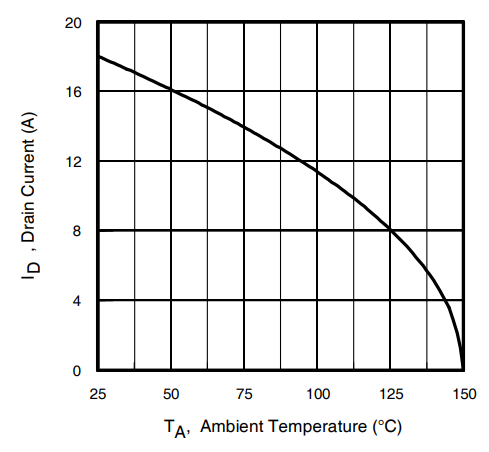 20
16
12
8
4
0
I_D , Drain Current (A)
25 50 75 100 125 150
T_A, Ambient Temperature (°C)